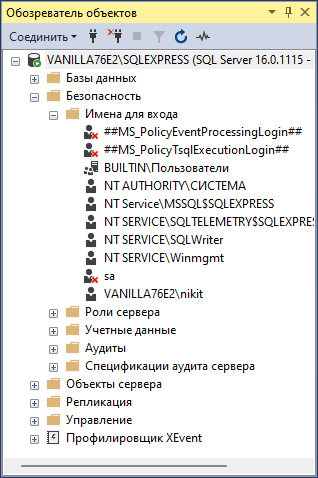 Обозреватель объектов
Соединить
VANILLA76E2\SQLEXPRESS (SQL Server 16.0.1115 -
Базы данных
Безопасность
Имена для входа
##MS_PolicyEventProcessingLogin##
##MS_PolicyTsqlExecutionLogin##
BUILTIN\Пользователи
NT AUTHORITY\СИСТЕМА
NT Service\MSSQL$SQLEXPRESS
NT SERVICE\SQLTELEMETRY$SQLEXPRES
NT SERVICE\SQLWriter
NT SERVICE\Winmgmt
sa
VANILLA76E2\nikit
Роли сервера
Учетные данные
Аудиты
Спецификации аудита сервера
Объекты сервера
Репликация
Управление
Профилировщик XEvent